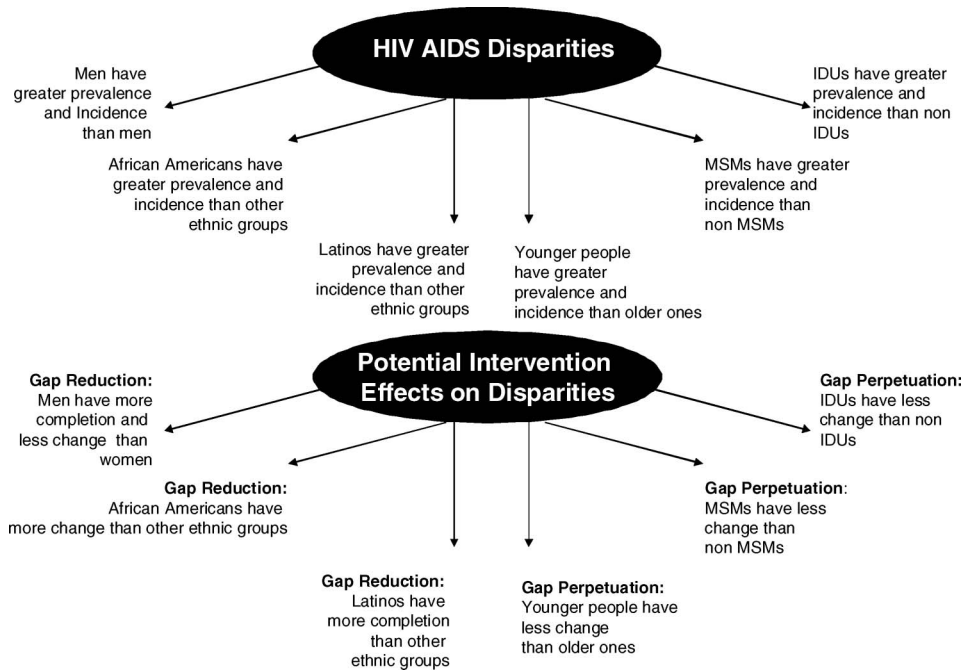 HIV AIDS Disparities
Men have
greater prevalence
and Incidence
than men
IDUs have greater
prevalence and
incidence than non
IDUs
African Americans have
greater prevalence and
incidence than other
ethnic groups
MSMs have greater
prevalence and
incidence than
non MSMs
Latinos have greater
prevalence and
incidence than other
ethnic groups
Younger people
have greater
prevalence and
incidence than older ones
Potential Intervention
Effects on Disparities
Gap Reduction:
Men have more
completion and
less change than
women
Gap Perpetuation:
IDUs have less
change than non
IDUs
Gap Reduction:
African Americans have
more change than other ethnic groups
Gap Perpetuation:
MSMs have less
change than
non MSMs
Gap Reduction:
Latinos have
more completion
than other
ethnic groups
Gap Perpetuation:
Younger people have
less change
than older ones